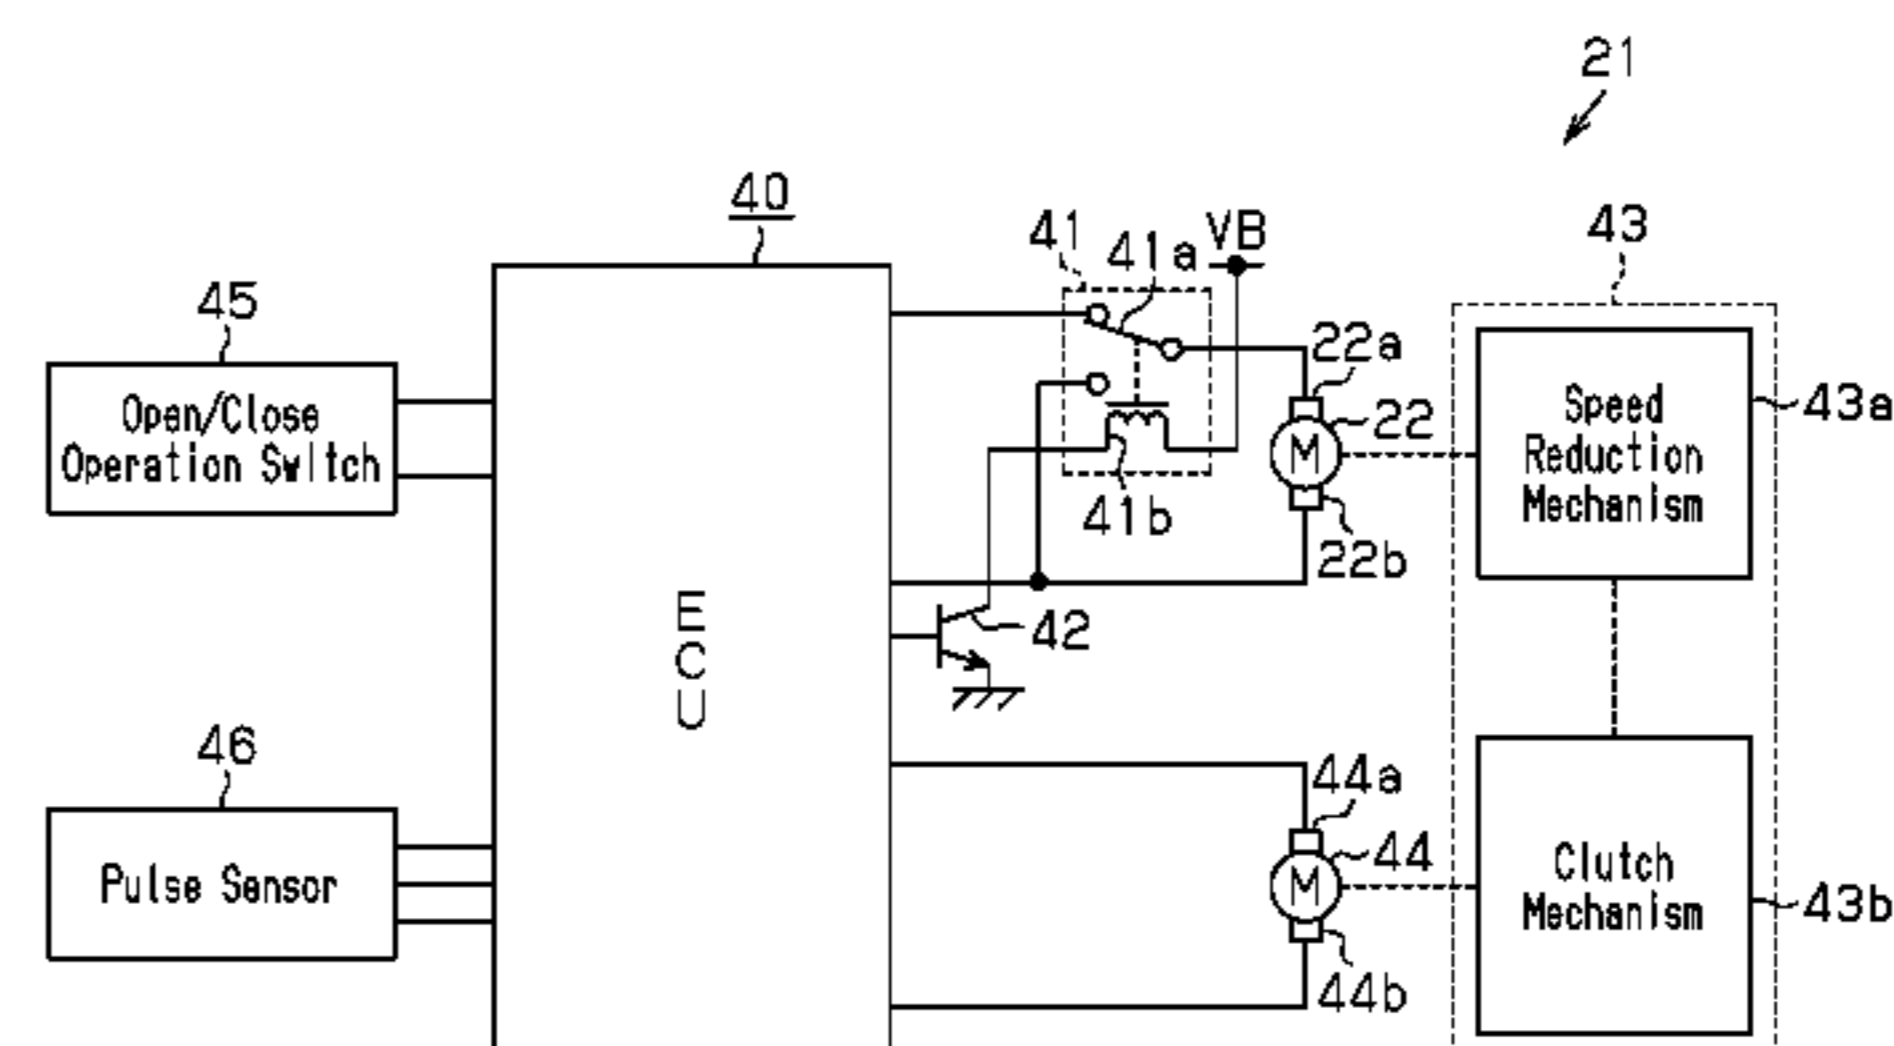 21
40
41
41a
VB
43
45
22a
Open/Close
Operation Switch
22
M
Speed
Reduction
Mechanism
43a
41b
22b
ECU
42
46
44a
Pulse Sensor
44
M
Clutch
Mechanism
43b
44b